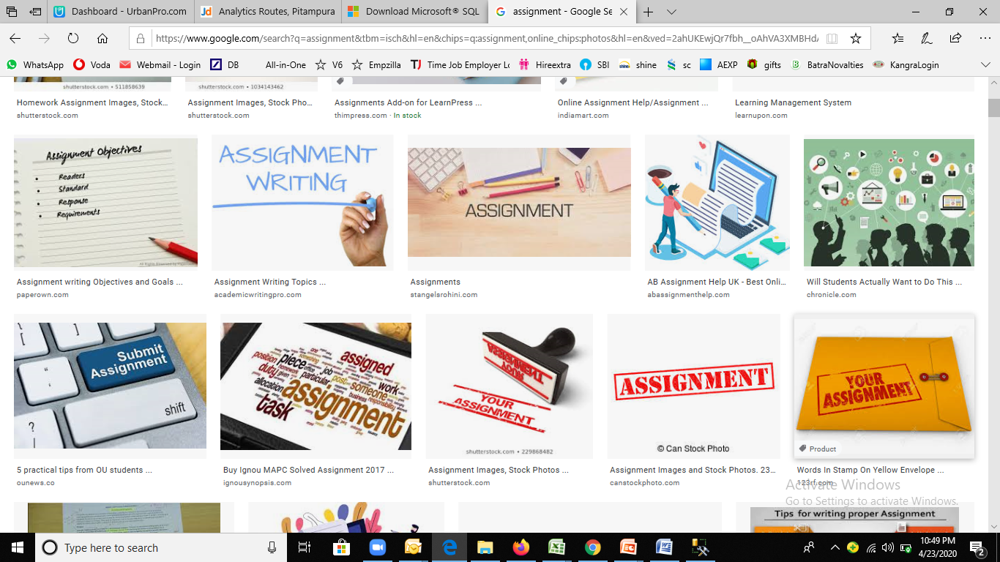 Dashboard - UrbanPro.com
Analytics Routes, Pitampura
Download Microsoft® SQL
assignment - Google Se
https://www.google.com/search?q=assignment&tbm=isch&hl=en&chips=q:assignment,online_chips:photos&hl=en&ved=2ahUKEwjQr7fbh__oAhVA3XMBHdA
WhatsApp
Voda
Webmail - Login
DB
All-in-One
V6
Empzilla
Time Job Employer Lo
Hireextra
SBI
shine
sc
AEXP
gifts
BatraNovalties
KangraLogin
shutterstock.com • 511858639
shutterstock.com • 1034143462
Homework Assignment Images, Stock...
shutterstock.com
Assignment Images, Stock Pho...
shutterstock.com
Assignments Add-on for LearnPress ...
thimpress.com · In stock
Online Assignment Help/Assignment ...
indiamart.com
Learning Management System
learnupon.com
Assignment Objectives
• Readers
• Standard
• Response
• Requirements
ASSIGNMENT
WRITING
ASSIGNMENT
Assignment writing Objectives and Goals ...
paperown.com
Assignment Writing Topics ...
academicwritingpro.com
Assignments
stangelsrohini.com
AB Assignment Help UK - Best Onli...
abassignmenthelp.com
Will Students Actually Want to Do This ...
chronicle.com
Submit
Assignment
shift
assigned
position
piece
duty
job
post
work
particular
someone
allocation
business
responsibility
assignment
task
YOUR
ASSIGNMENT
shutterstock.com • 229868482
ASSIGNMENT
© Can Stock Photo
YOUR
ASSIGNMENT
Product
5 practical tips from OU students ...
ounews.co
Buy Ignou MAPC Solved Assignment 2017 ...
ignousynopsis.com
Assignment Images, Stock Photos ...
shutterstock.com
Assignment Images and Stock Photos. 23...
canstockphoto.com
Words In Stamp On Yellow Envelope ...
123rf.com
Activate Windows
Go to Settings to activate Windows.
Tips for writing proper Assignment
Type here to search
10:49 PM
4/23/2020
2